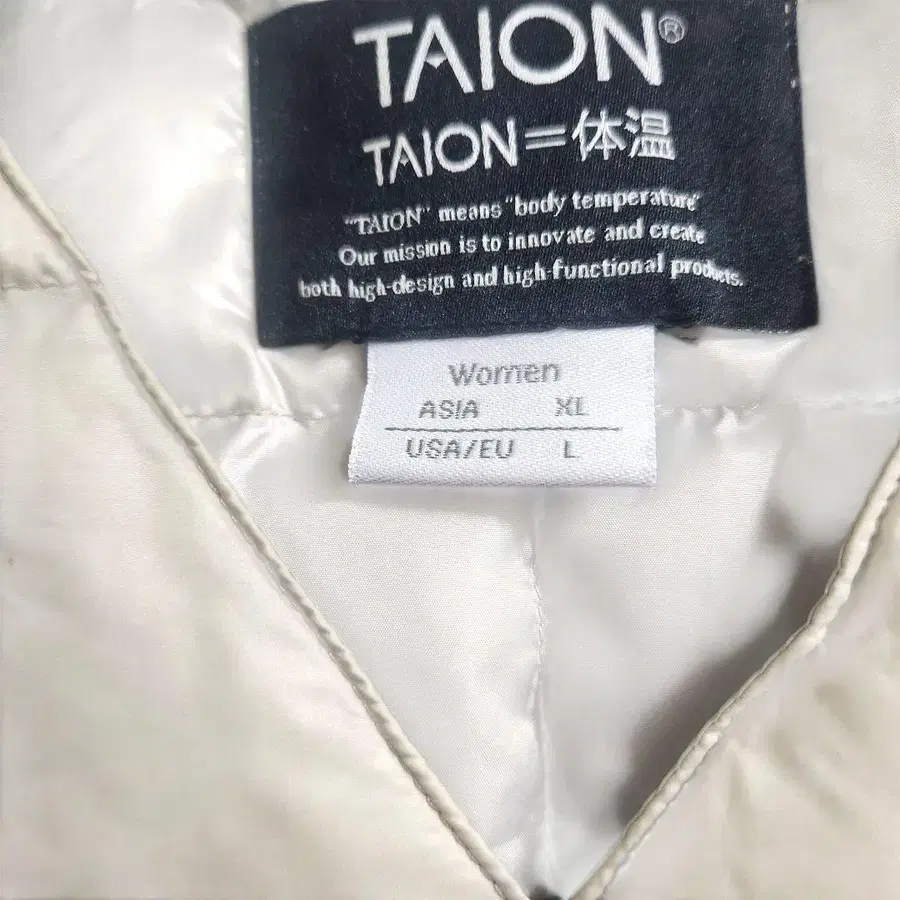 TAION®
TAION=体温
"TAION" means "body temperature"
Our mission is to innovate and create
both high-design and high-functional products.
Women
ASIA XL
USA/EU L